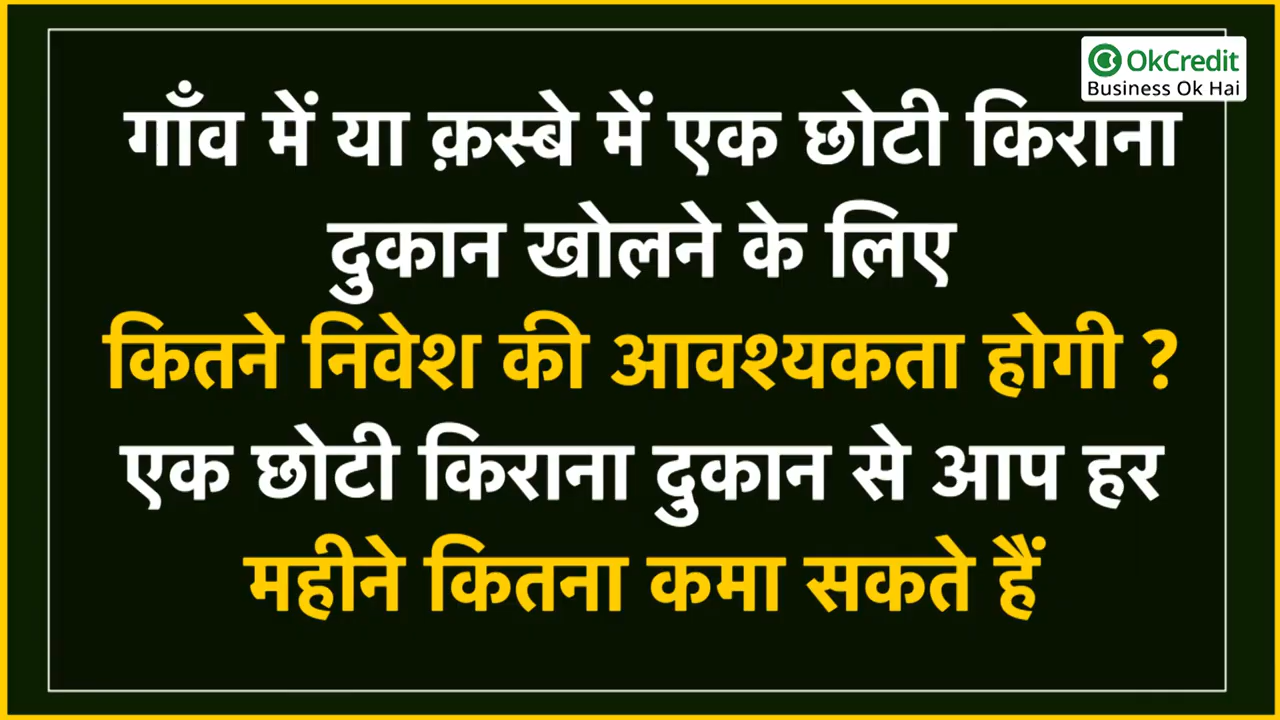 OkCredit
Business Ok Hai
गाँव में या क़स्बे में एक छोटी किराना
दुकान खोलने के लिए
कितने निवेश की आवश्यकता होगी ?
एक छोटी किराना दुकान से आप हर
महीने कितना कमा सकते हैं